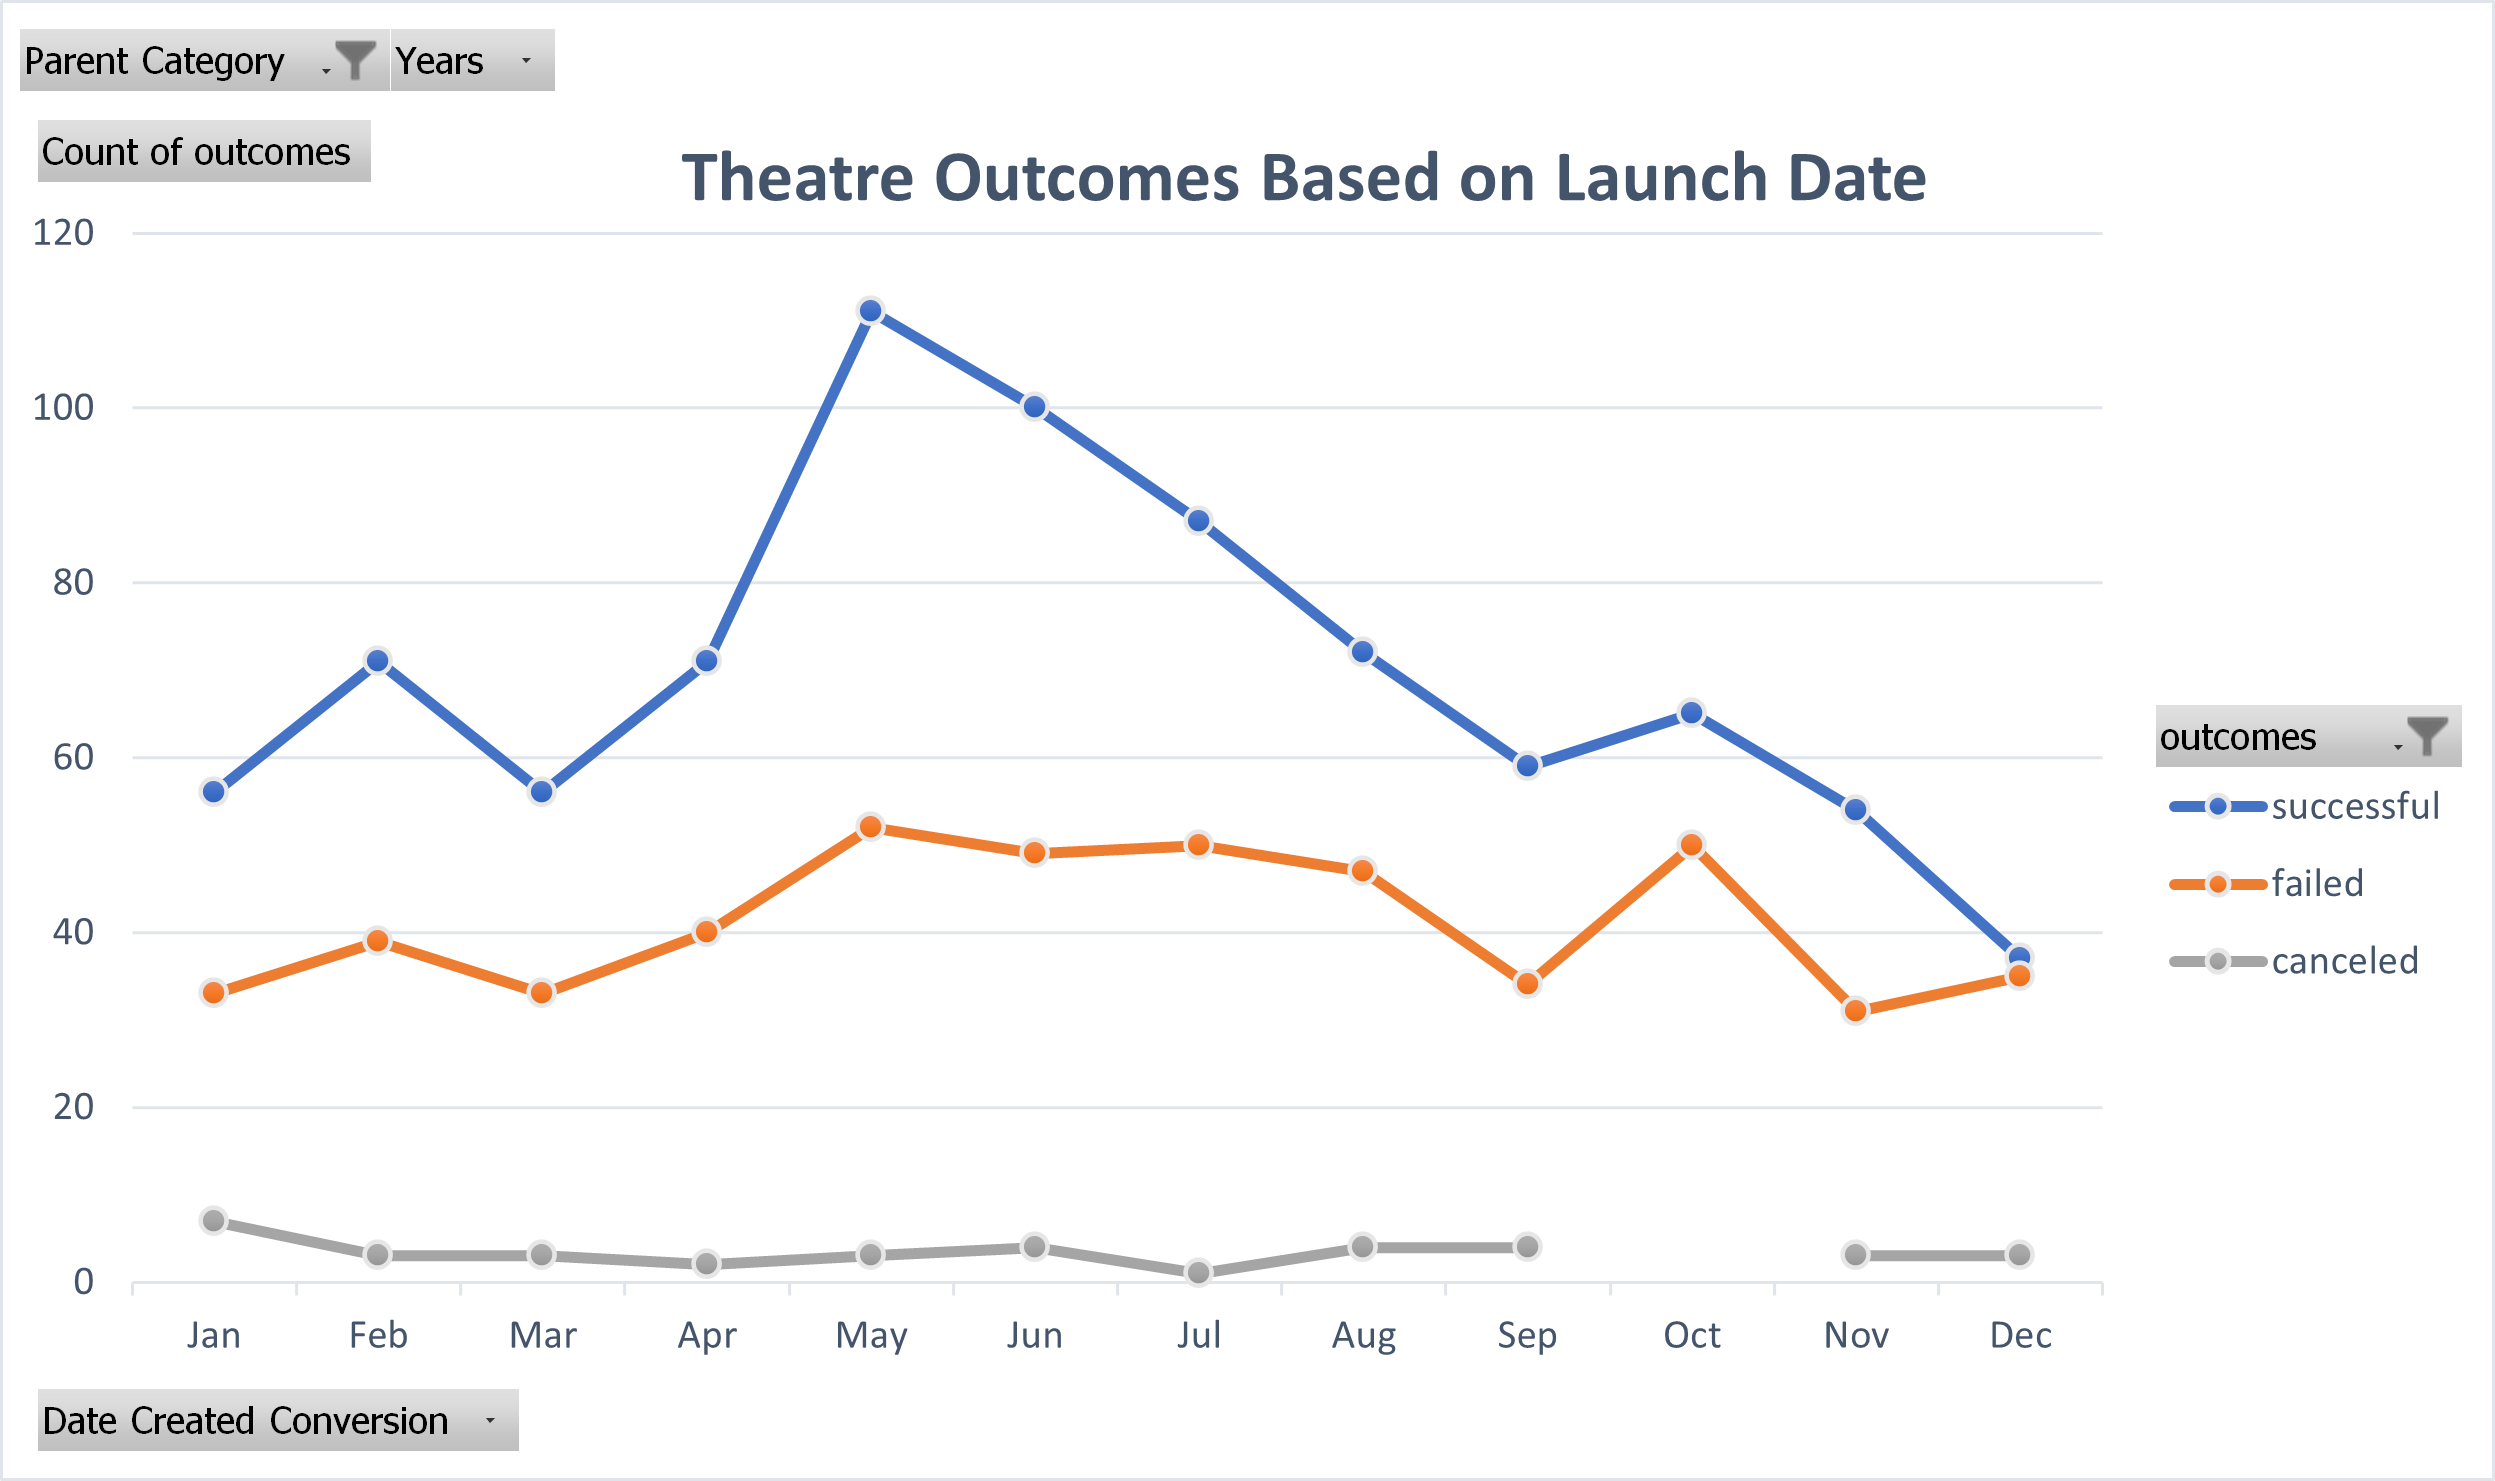 Parent Category Years
Count of outcomes
Theatre Outcomes Based on Launch Date
120
100
80
60
40
20
0
Jan Feb Mar Apr May Jun Jul Aug Sep Oct Nov Dec
outcomes
successful
failed
canceled
Date Created Conversion